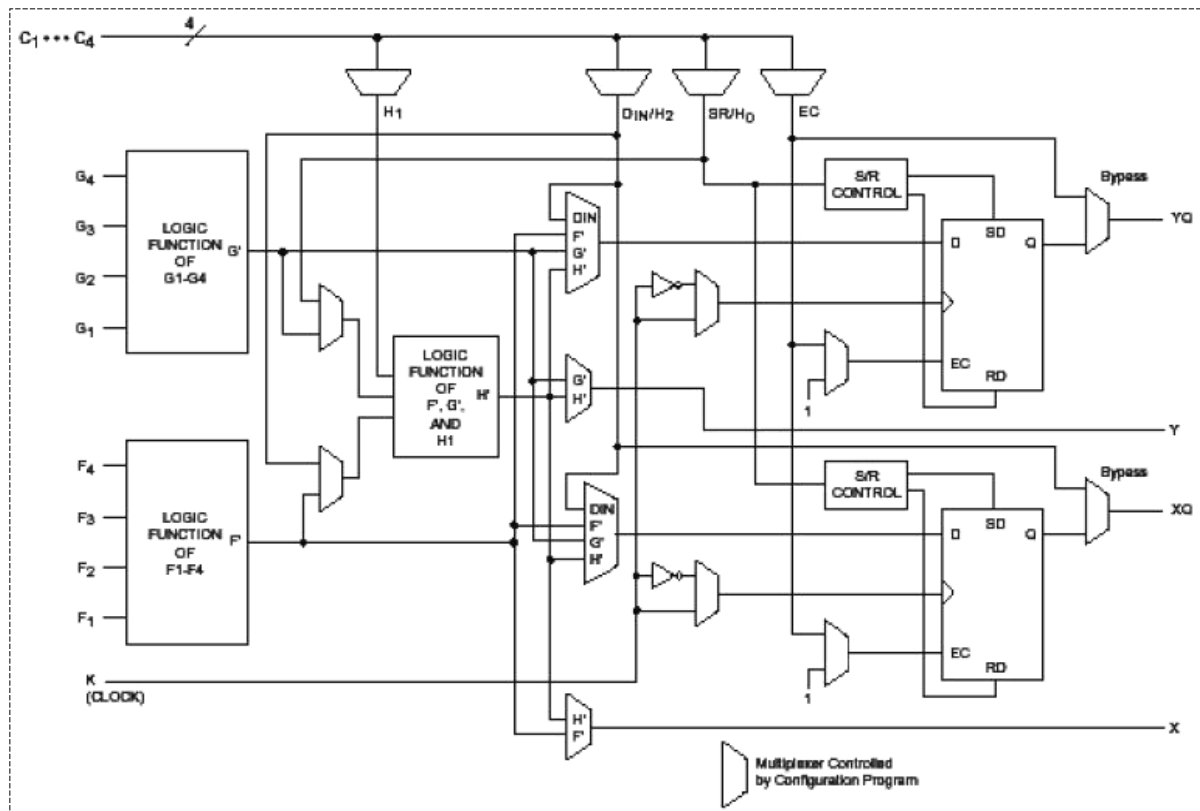 C1 ••• C4
4
H1
DIN/H2
SR/H0
EC
G4
G3
G2
G1
LOGIC
FUNCTION
OF
G1-G4
G'
DIN
F'
G'
H'
S/R
CONTROL
Bypass
D
SD
Q
YQ
EC
RD
1
LOGIC
FUNCTION
OF
F', G',
AND
H1
H'
G'
H'
Y
F4
F3
F2
F1
LOGIC
FUNCTION
OF
F1-F4
F'
DIN
F'
G'
H'
S/R
CONTROL
Bypass
D
SD
Q
XQ
EC
RD
1
K
(CLOCK)
H'
F'
X
Multiplexer Controlled
by Configuration Program